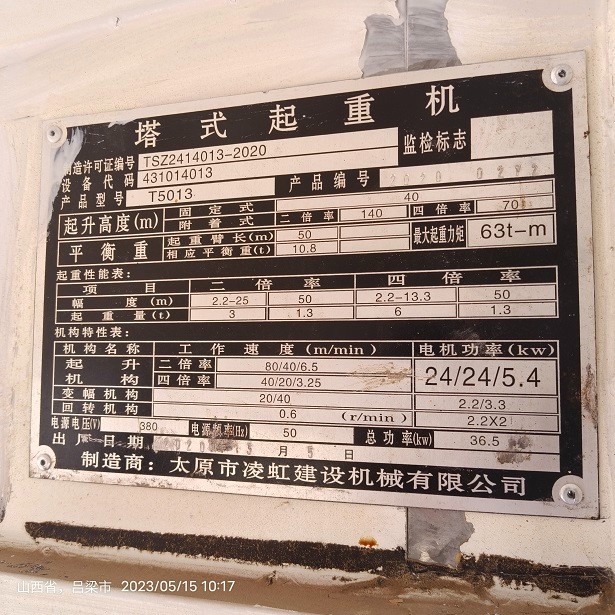 塔式起重机
制造许可证编号 TSZ2414013-2020 监检标志
设备代码 431014013
产品型号 T5013 产品编号 2020 0282
起升高度(m) 固定式 40
附着式 二倍率 140 四倍率 70
平衡重 起重臂长(m) 50 最大起重力矩 63t-m
相应平衡重(t) 10.8
起重性能表:
项目 二倍率 四倍率
幅度(m) 2.2-25 50 2.2-13.3 50
起重量(t) 3 1.3 6 1.3
机构特性表:
机构名称 工作速度(m/min) 电机功率(kw)
起升机构 二倍率 80/40/6.5 24/24/5.4
四倍率 40/20/3.25
变幅机构 20/40 2.2/3.3
回转机构 0.6 (r/min) 2.2X2
电源电压(V) 380 电源频率(Hz) 50 总功率(kw) 36.5
出厂日期 2020年 月 日
制造商:太原市凌虹建设机械有限公司
山西省、吕梁市 2023/05/15 10:17